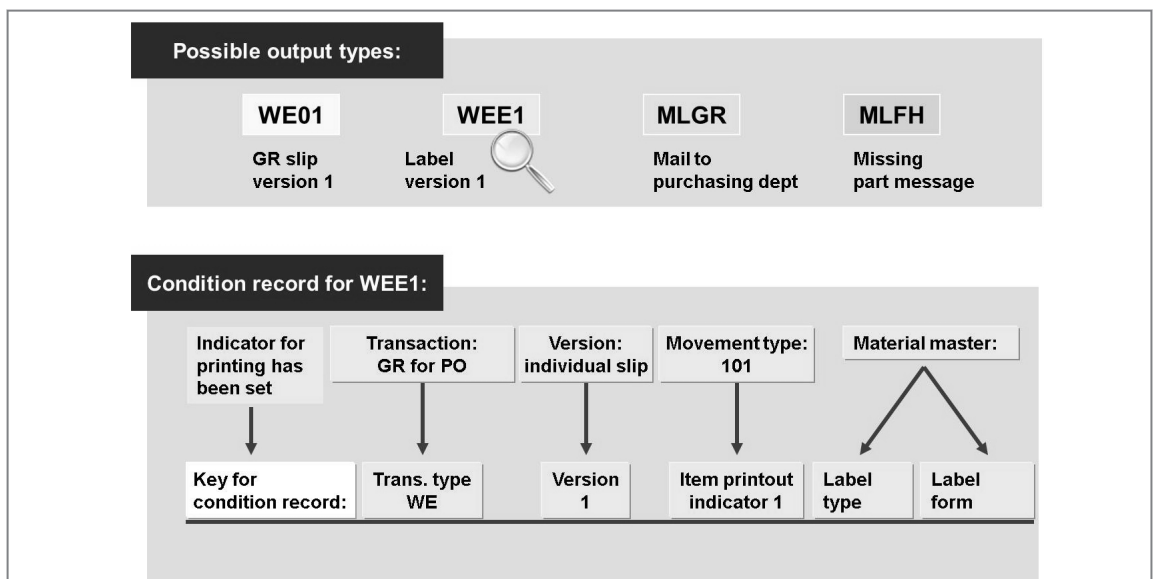 Possible output types:
WE01
WEE1
MLGR
MLFH
GR slip
version 1
Label
version 1
Mail to
purchasing dept
Missing
part message
Condition record for WEE1:
Indicator for
printing has
been set
Transaction:
GR for PO
Version:
individual slip
Movement type:
101
Material master:
Key for
condition record:
Trans. type
WE
Version
1
Item printout
indicator 1
Label
type
Label
form